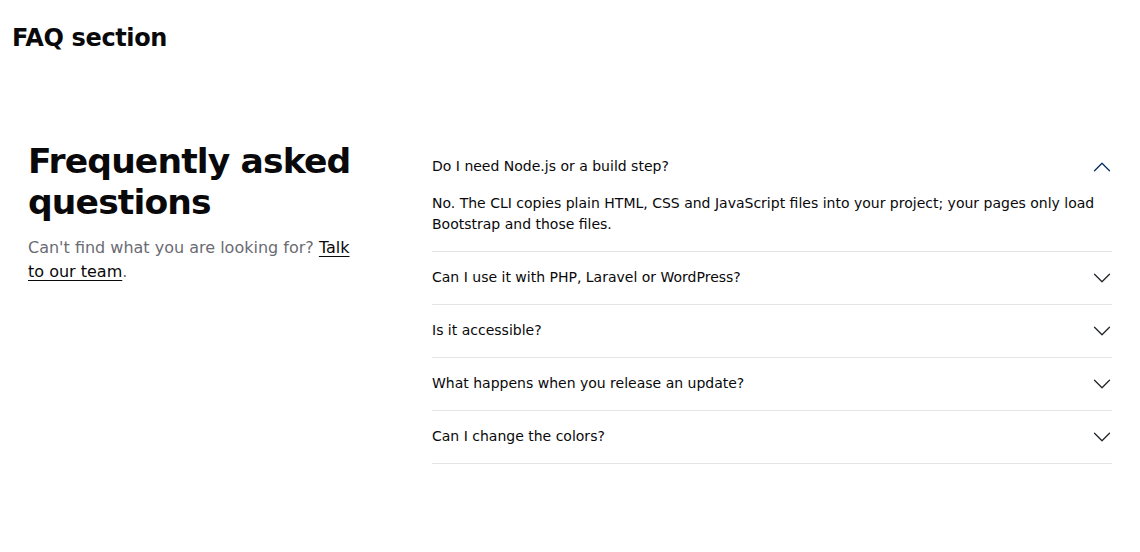 FAQ section
Frequently asked
questions
Can't find what you are looking for? Talk
to our team.
Do I need Node.js or a build step?
No. The CLI copies plain HTML, CSS and JavaScript files into your project; your pages only load
Bootstrap and those files.
Can I use it with PHP, Laravel or WordPress?
Is it accessible?
What happens when you release an update?
Can I change the colors?